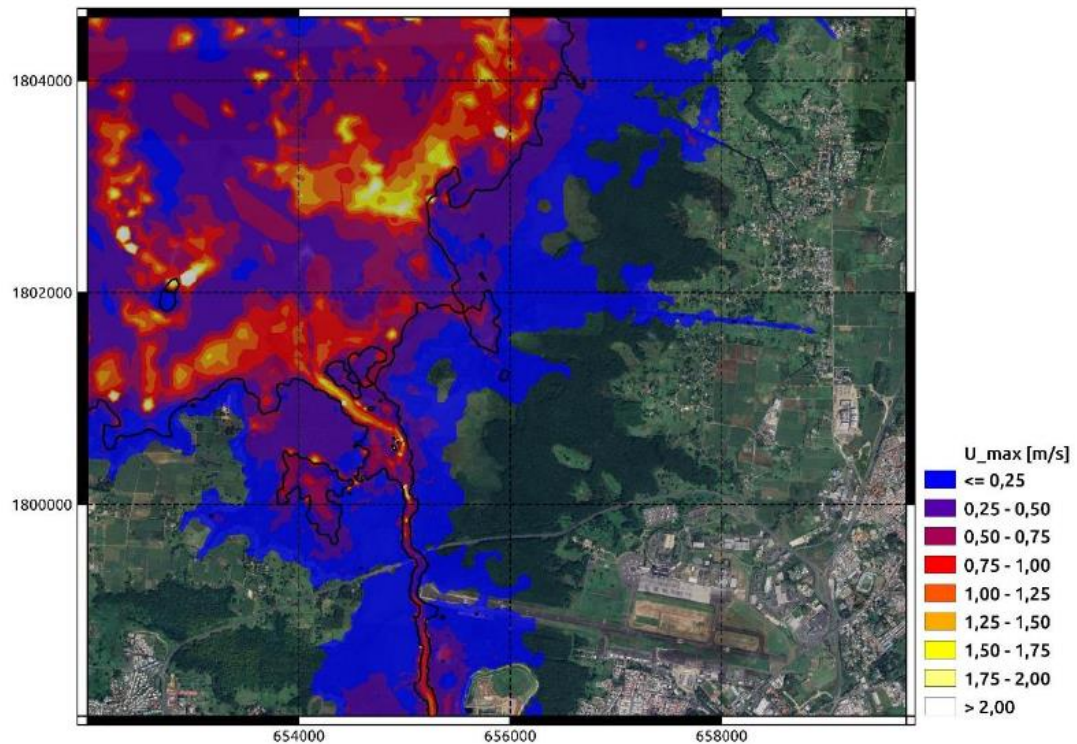 1804000
1802000
1800000
654000
656000
658000
U_max [m/s]
<= 0,25
0,25 - 0,50
0,50 - 0,75
0,75 - 1,00
1,00 - 1,25
1,25 - 1,50
1,50 - 1,75
1,75 - 2,00
> 2,00